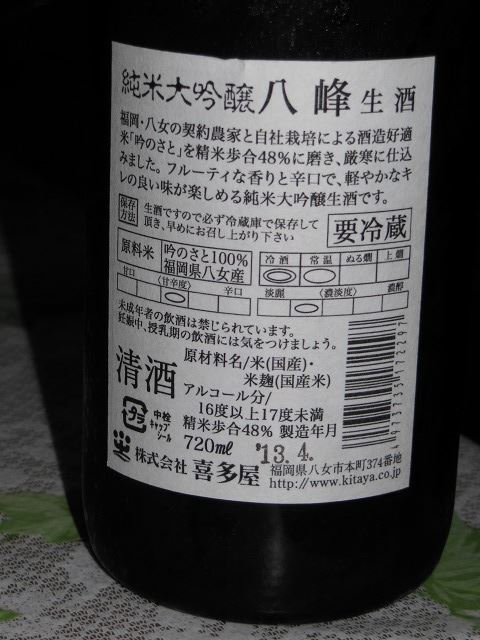 純米大吟醸 八峰 生酒
福岡・八女の契約農家と自社栽培による酒造好適
米「吟のさと」を精米歩合48%に磨き、厳寒に仕込
みました。フルーティな香りと辛口で、軽やかなキ
レの良い味が楽しめる純米大吟醸生酒です。
保存方法
生酒ですので必ず冷蔵庫で保存して
頂き、早めにお召し上がり下さい
要冷蔵
原料米
吟のさと100%
福岡県八女産
冷酒 常温 ぬる燗 上燗
甘口 〈甘辛度〉 辛口
淡麗 〈濃淡度〉 濃醇
未成年者の飲酒は禁じられています。
妊娠中、授乳期の飲酒には気をつけましょう。
清酒
原材料名/米(国産)・
米麹(国産米)
アルコール分/
16度以上17度未満
精米歩合48% 製造年月
720ml '13.4.
プラ
中栓
キャップ
シール
株式会社 喜多屋
福岡県八女市本町374番地
http://www.kitaya.co.jp